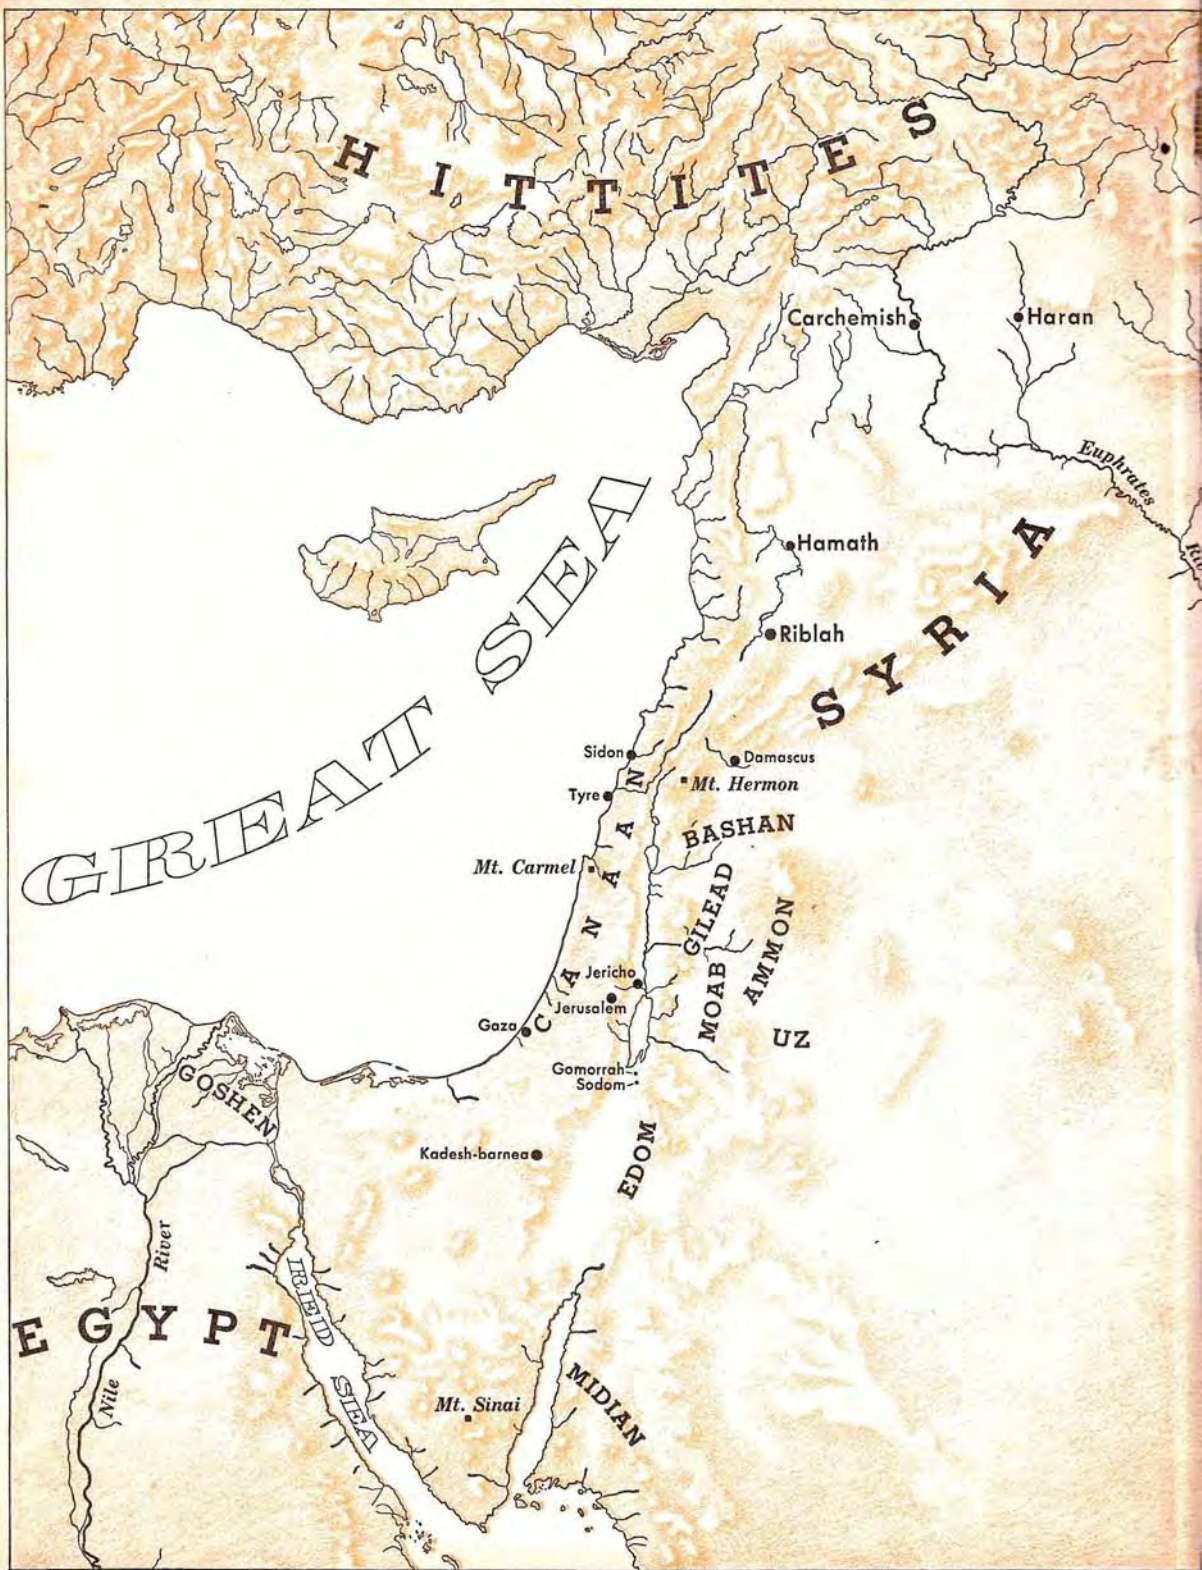 HITTITES
Carchemish
Haran
Euphrates
GREAT SEA
Hamath
SYRIA
Riblah
Sidon
Damascus
Mt. Hermon
Tyre
CANAAN
BASHAN
Mt. Carmel
GILEAD
AMMON
MOAB
Jericho
Jerusalem
Gaza
UZ
Gomorrah
Sodom
GOSHEN
Kadesh-barnea
EDOM
River
Nile
EGYPT
RED SEA
Mt. Sinai
MIDIAN